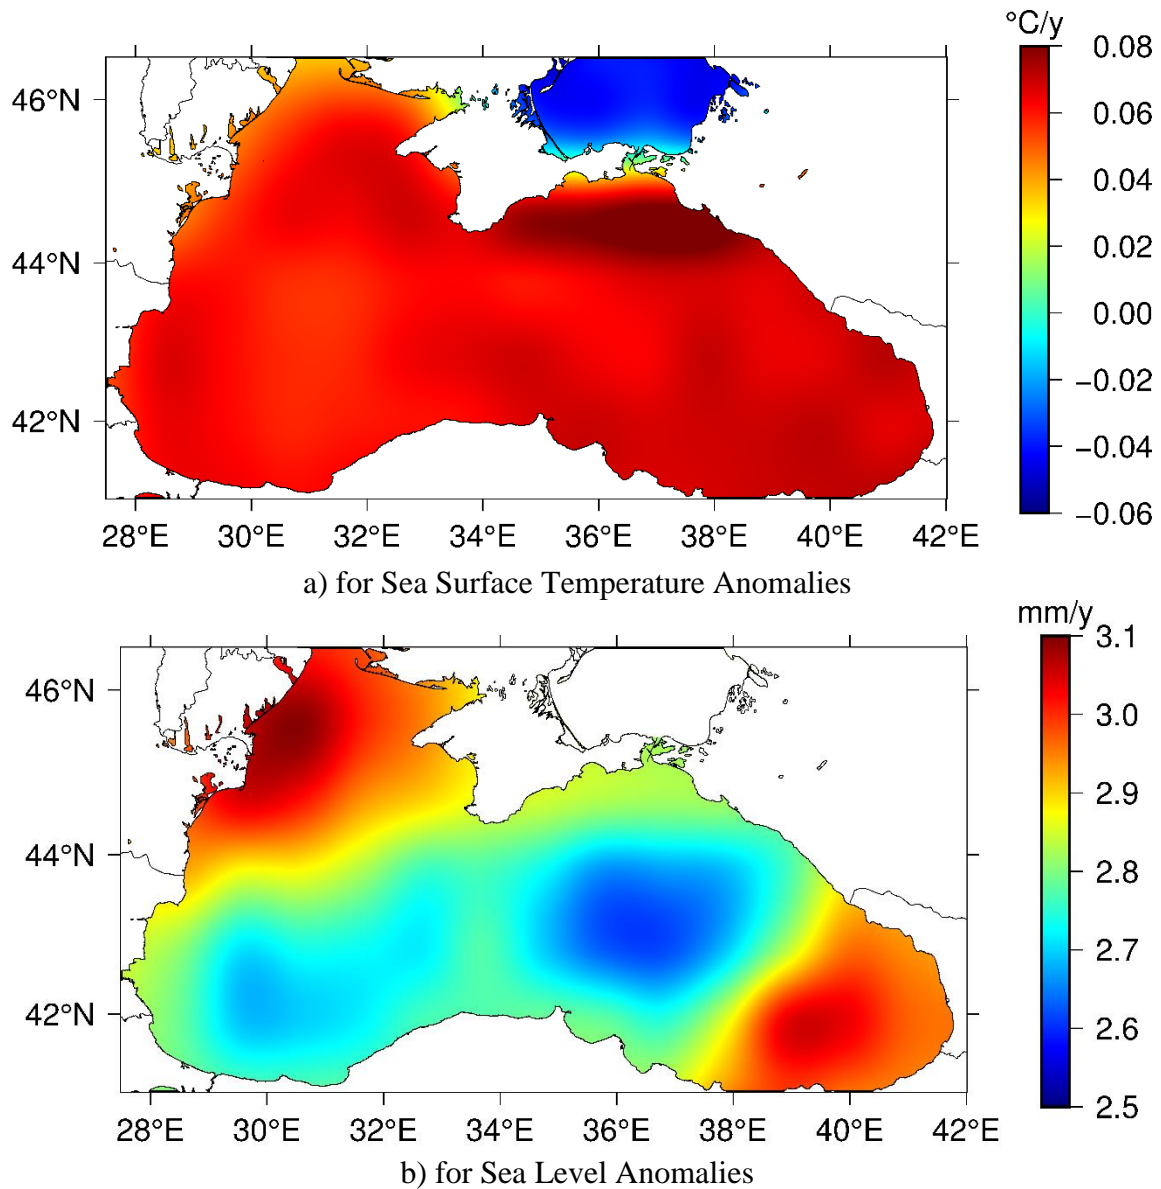 °C/y
0.08
0.06
0.04
0.02
0.00
−0.02
−0.04
−0.06
46°N
44°N
42°N
28°E 30°E 32°E 34°E 36°E 38°E 40°E 42°E
a) for Sea Surface Temperature Anomalies
mm/y
3.1
3.0
2.9
2.8
2.7
2.6
2.5
46°N
44°N
42°N
28°E 30°E 32°E 34°E 36°E 38°E 40°E 42°E
b) for Sea Level Anomalies